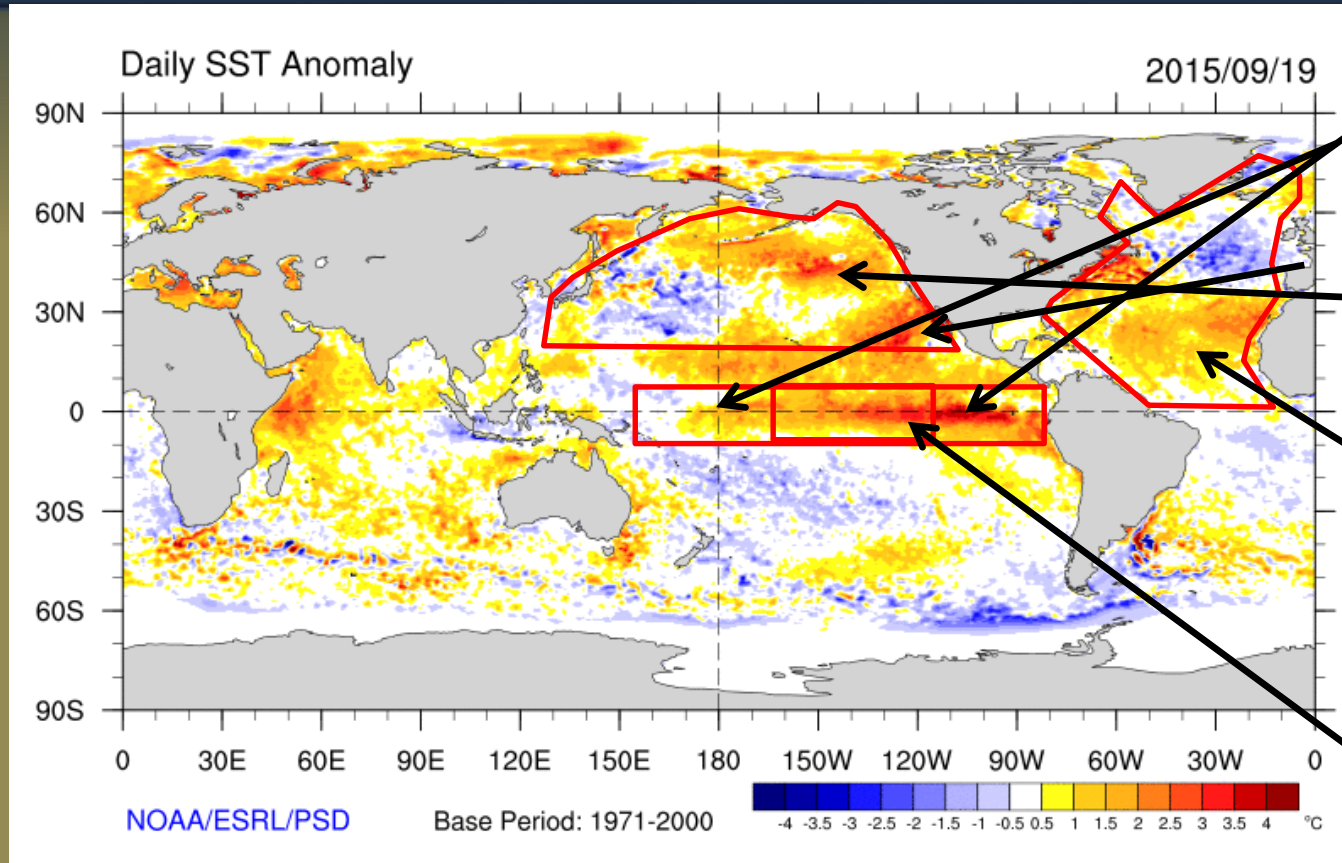 Daily SST Anomaly
2015/09/19
90N
60N
30N
0
30S
60S
90S
0 30E 60E 90E 120E 150E 180 150W 120W 90W 60W 30W 0
NOAA/ESRL/PSD
Base Period: 1971-2000
-4 -3.5 -3 -2.5 -2 -1.5 -1 -0.5 0.5 1 1.5 2 2.5 3 3.5 4 °C